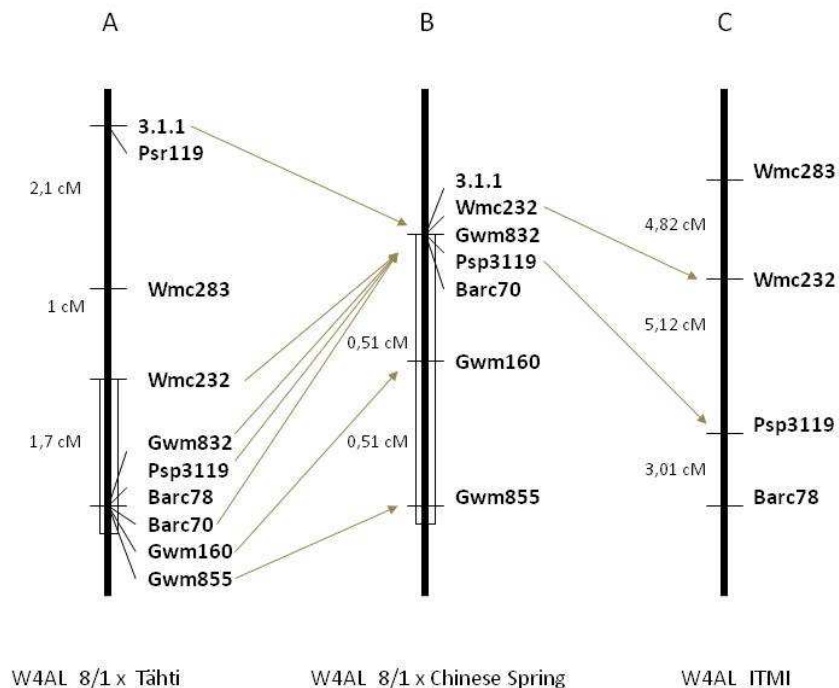 A
B
C
3.1.1
Psr119
2,1 cM
Wmc283
1 cM
Wmc232
1,7 cM
Gwm832
Psp3119
Barc78
Barc70
Gwm160
Gwm855
3.1.1
Wmc232
Gwm832
Psp3119
Barc70
0,51 cM
Gwm160
0,51 cM
Gwm855
Wmc283
4,82 cM
Wmc232
5,12 cM
Psp3119
3,01 cM
Barc78
W4AL 8/1 x Tähti
W4AL 8/1 x Chinese Spring
W4AL ITMI